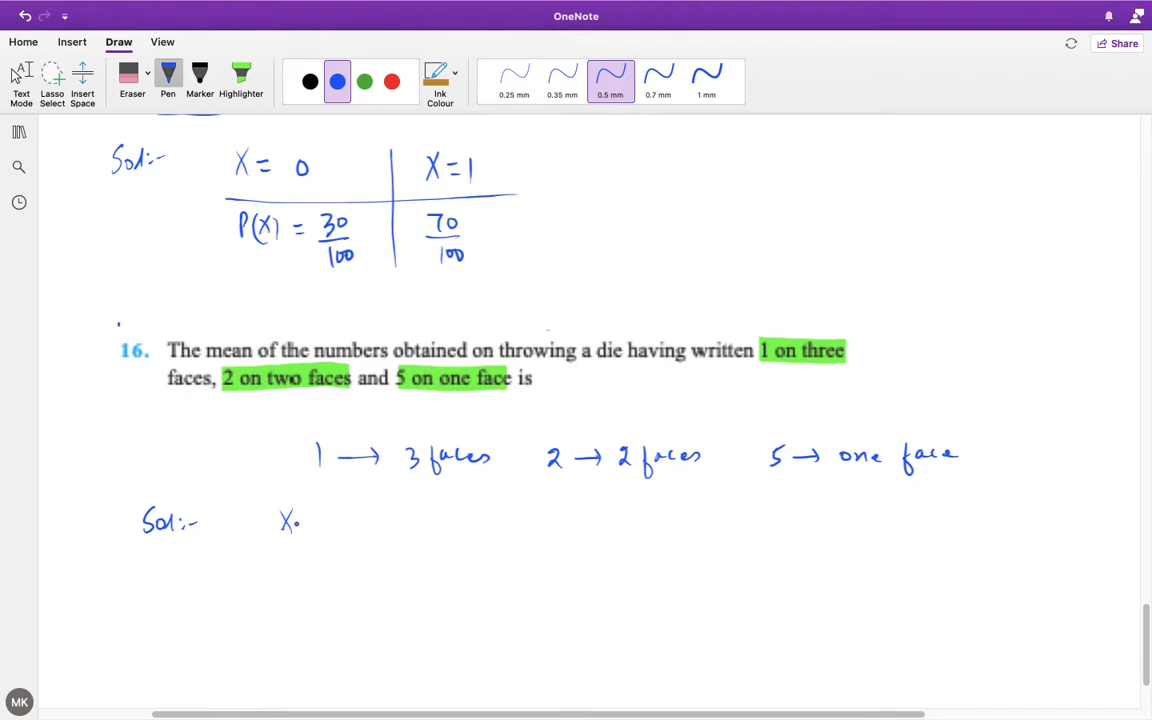 OneNote
Home Insert Draw View
Share
Text Mode
Lasso Select
Insert Space
Eraser
Pen
Marker
Highlighter
Ink Colour
0.25 mm
0.35 mm
0.5 mm
0.7 mm
1 mm
Sol:- X = 0 X = 1
P(X) = 30/100 70/100
16. The mean of the numbers obtained on throwing a die having written 1 on three
faces, 2 on two faces and 5 on one face is
1 → 3 faces 2 → 2 faces 5 → one face
Sol:- X
MK